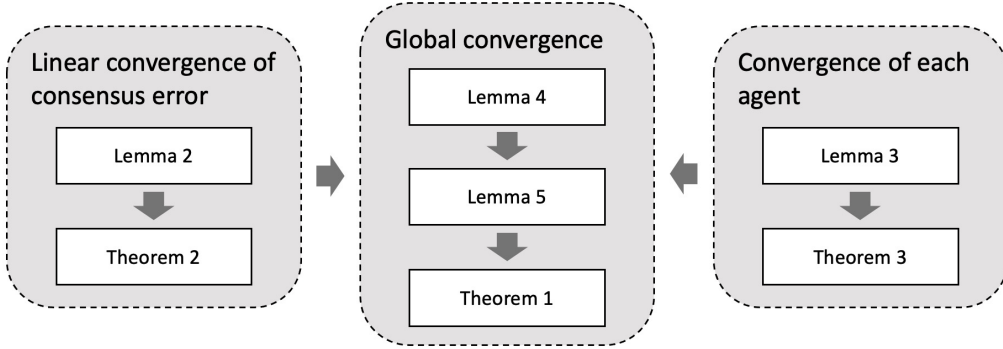 Linear convergence of
consensus error
Lemma 2
Theorem 2
Global convergence
Lemma 4
Lemma 5
Theorem 1
Convergence of each
agent
Lemma 3
Theorem 3